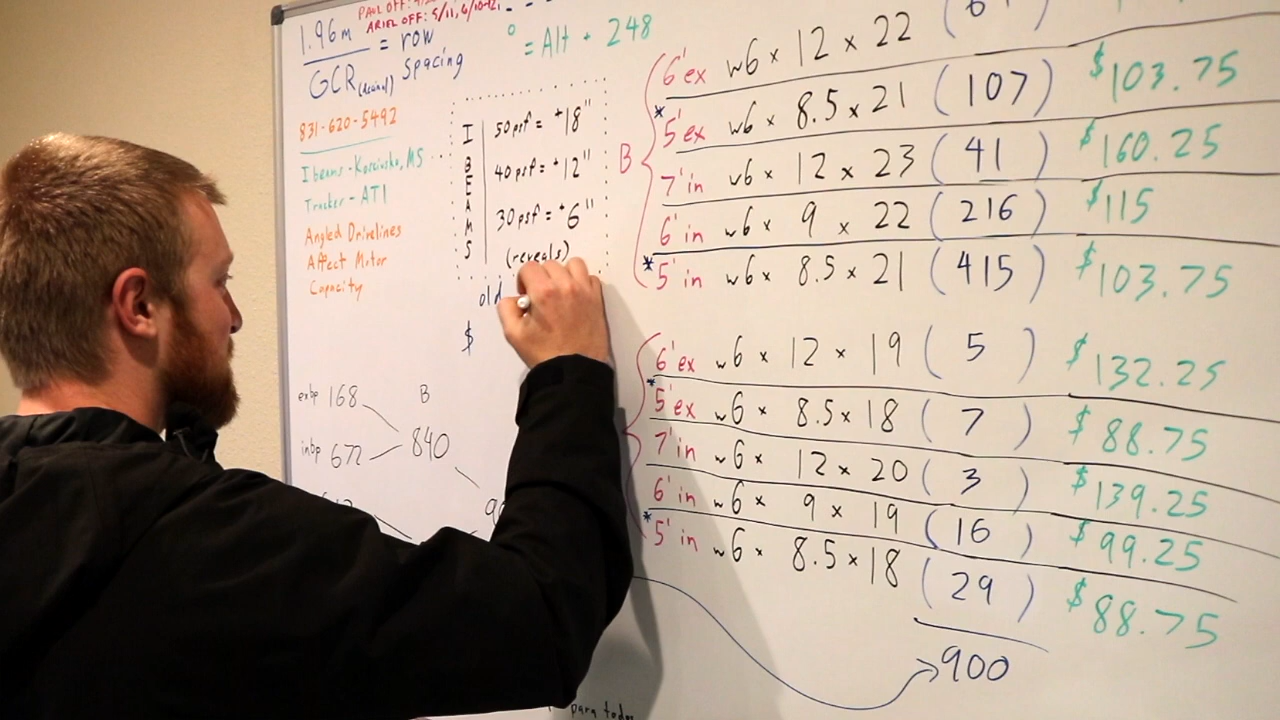 PAUL OFF:
ARIEL OFF: 5/11, 6/10-12,
1.96m
= row spacing
GCR(decimal)
° = Alt + 248
831-620-5492
I beams - Kosciusko, MS
Tracker - ATI
Angled Drivelines
Affect Motor
Capacity
I BEAMS
50 psf = +18"
40 psf = +12"
30 psf = +6"
(reveals)
old
$
exbp 168
B
inbp 672
840
B
6' ex w6 x 12 x 22
* 5' ex w6 x 8.5 x 21 (107) $103.75
7' in w6 x 12 x 23 (41) $160.25
6' in w6 x 9 x 22 (216) $115
* 5' in w6 x 8.5 x 21 (415) $103.75
6' ex w6 x 12 x 19 (5) $132.25
* 5' ex w6 x 8.5 x 18 (7) $88.75
7' in w6 x 12 x 20 (3) $139.25
6' in w6 x 9 x 19 (16) $99.25
* 5' in w6 x 8.5 x 18 (29) $88.75
900
para todos